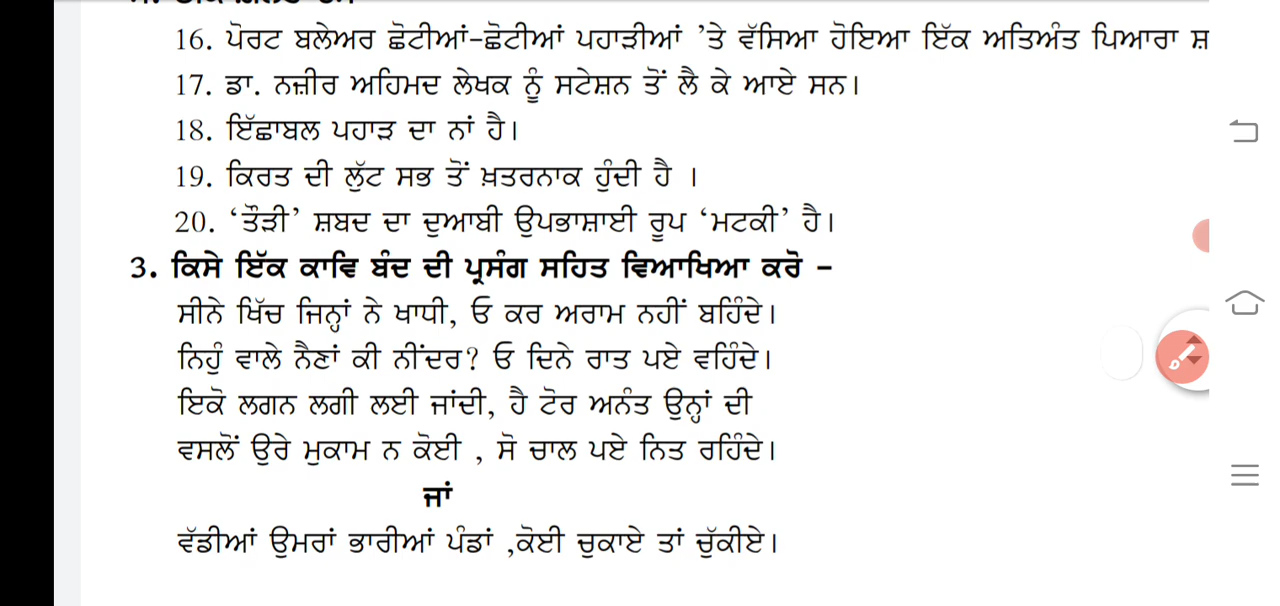 16. ਪੋਰਟ ਬਲੇਅਰ ਛੋਟੀਆਂ-ਛੋਟੀਆਂ ਪਹਾੜੀਆਂ ’ਤੇ ਵੱਸਿਆ ਹੋਇਆ ਇੱਕ ਅਤਿਅੰਤ ਪਿਆਰਾ ਸ਼
17. ਡਾ. ਨਜ਼ੀਰ ਅਹਿਮਦ ਲੇਖਕ ਨੂੰ ਸਟੇਸ਼ਨ ਤੋਂ ਲੈ ਕੇ ਆਏ ਸਨ।
18. ਇੱਛਾਬਲ ਪਹਾੜ ਦਾ ਨਾਂ ਹੈ।
19. ਕਿਰਤ ਦੀ ਲੁੱਟ ਸਭ ਤੋਂ ਖ਼ਤਰਨਾਕ ਹੁੰਦੀ ਹੈ ।
20. ‘ਤੌੜੀ’ ਸ਼ਬਦ ਦਾ ਦੁਆਬੀ ਉਪਭਾਸ਼ਾਈ ਰੂਪ ‘ਮਟਕੀ’ ਹੈ।
3. ਕਿਸੇ ਇੱਕ ਕਾਵਿ ਬੰਦ ਦੀ ਪ੍ਰਸੰਗ ਸਹਿਤ ਵਿਆਖਿਆ ਕਰੋ –
ਸੀਨੇ ਖਿੱਚ ਜਿਨ੍ਹਾਂ ਨੇ ਖਾਧੀ, ਓ ਕਰ ਅਰਾਮ ਨਹੀਂ ਬਹਿੰਦੇ।
ਨਿਹੁੰ ਵਾਲੇ ਨੈਣਾਂ ਕੀ ਨੀਂਦਰ? ਓ ਦਿਨੇ ਰਾਤ ਪਏ ਵਹਿੰਦੇ।
ਇਕੋ ਲਗਨ ਲਗੀ ਲਈ ਜਾਂਦੀ, ਹੈ ਟੋਰ ਅਨੰਤ ਉਨ੍ਹਾਂ ਦੀ
ਵਸਲੋਂ ਉਰੇ ਮੁਕਾਮ ਨ ਕੋਈ , ਸੋ ਚਾਲ ਪਏ ਨਿਤ ਰਹਿੰਦੇ।
ਜਾਂ
ਵੱਡੀਆਂ ਉਮਰਾਂ ਭਾਰੀਆਂ ਪੰਡਾਂ ,ਕੋਈ ਚੁਕਾਏ ਤਾਂ ਚੁੱਕੀਏ।